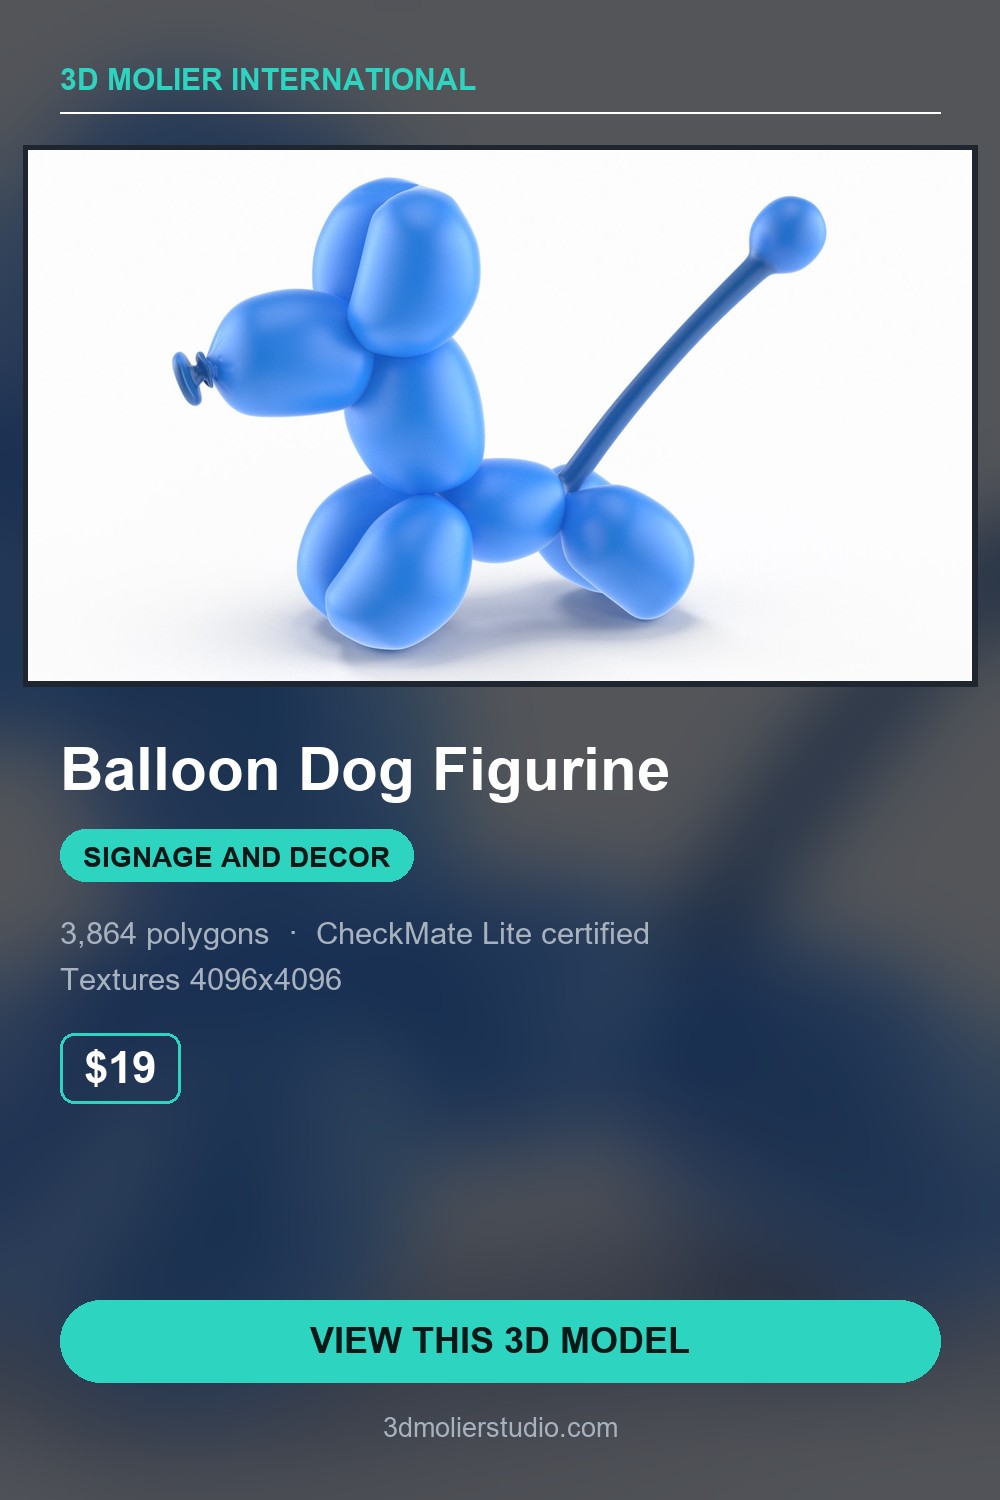 3D MOLIER INTERNATIONAL
Balloon Dog Figurine
SIGNAGE AND DECOR
3,864 polygons · CheckMate Lite certified
Textures 4096x4096
$19
VIEW THIS 3D MODEL
3dmolierstudio.com